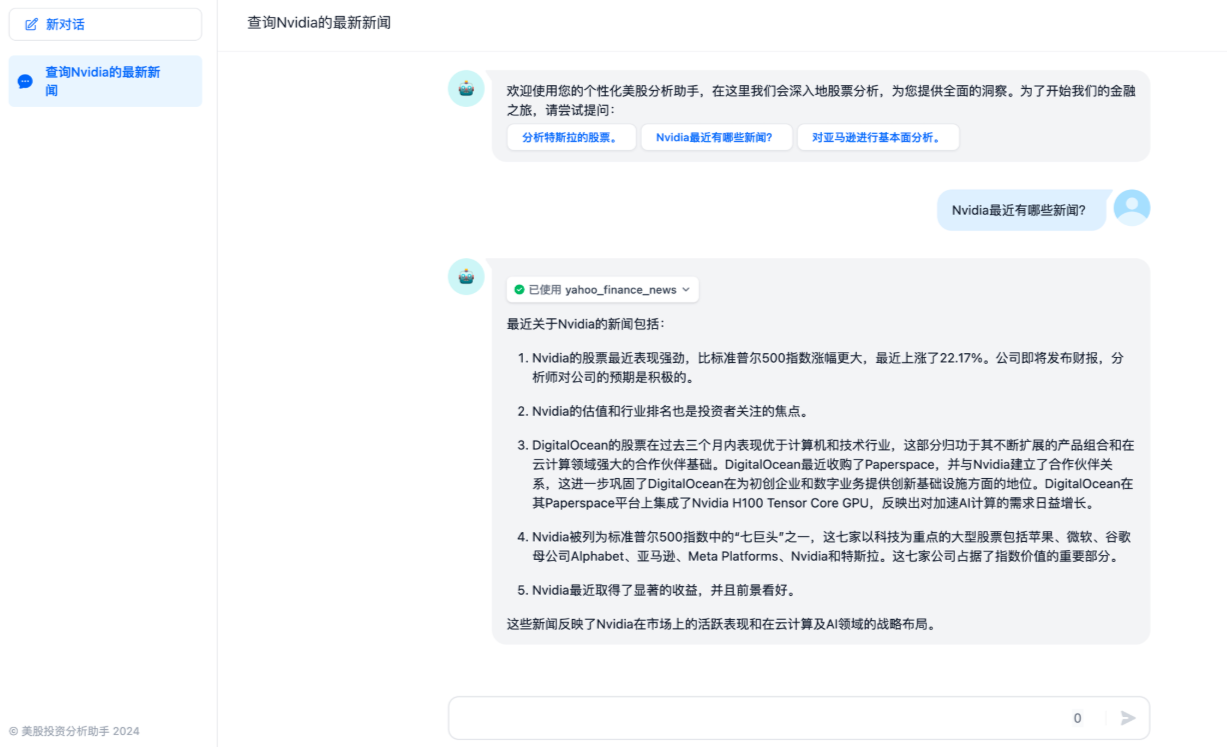 新对话
查询Nvidia的最新新
闻
© 美股投资分析助手 2024
查询Nvidia的最新新闻
欢迎使用您的个性化美股分析助手，在这里我们会深入地股票分析，为您提供全面的洞察。为了开始我们的金融
之旅，请尝试提问：
分析特斯拉的股票。 Nvidia最近有哪些新闻? 对亚马逊进行基本面分析。
Nvidia最近有哪些新闻?
已使用 yahoo_finance_news
最近关于Nvidia的新闻包括：
1. Nvidia的股票最近表现强劲，比标准普尔500指数涨幅更大，最近上涨了22.17%。公司即将发布财报，分
析师对公司的预期是积极的。
2. Nvidia的估值和行业排名也是投资者关注的焦点。
3. DigitalOcean的股票在过去三个月内表现优于计算机和技术行业，这部分归功于其不断扩展的产品组合和在
云计算领域强大的合作伙伴基础。DigitalOcean最近收购了Paperspace，并与Nvidia建立了合作伙伴关
系，这进一步巩固了DigitalOcean在为初创企业和数字业务提供创新基础设施方面的地位。DigitalOcean在
其Paperspace平台上集成了Nvidia H100 Tensor Core GPU，反映出对加速AI计算的需求日益增长。
4. Nvidia被列为标准普尔500指数中的“七巨头”之一，这七家以科技为重点的大型股票包括苹果、微软、谷歌
母公司Alphabet、亚马逊、Meta Platforms、Nvidia和特斯拉。这七家公司占据了指数价值的重要部分。
5. Nvidia最近取得了显著的收益，并且前景看好。
这些新闻反映了Nvidia在市场上的活跃表现和在云计算及AI领域的战略布局。
0